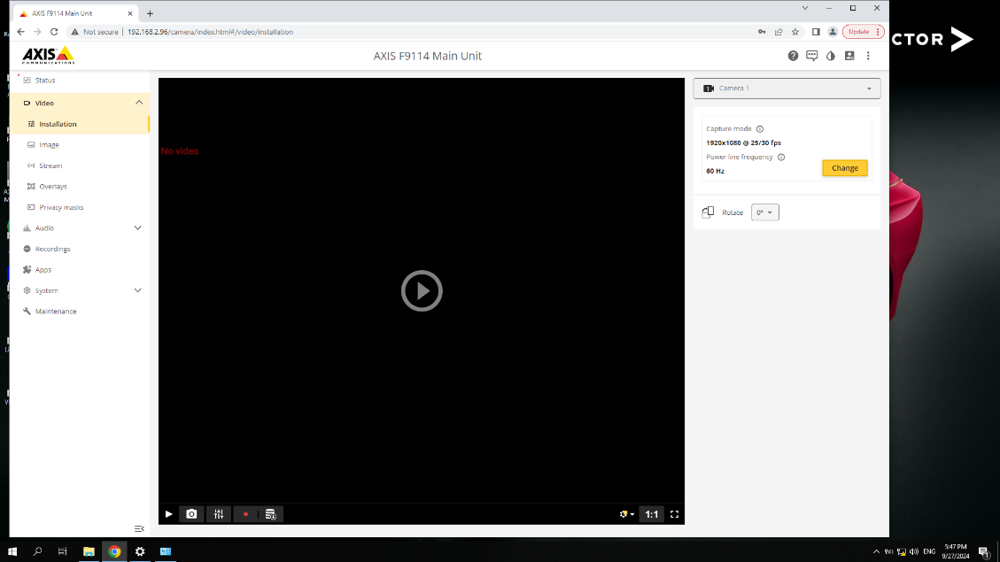 AXIS F9114 Main Unit
Not secure
192.168.2.96/camera/index.html#/video/installation
Update
AXIS
COMMUNICATIONS
AXIS F9114 Main Unit
CTOR
Status
Video
Installation
Image
Stream
Overlays
Privacy masks
Audio
Recordings
Apps
System
Maintenance
No video
1:1
1
Camera 1
Capture mode
1920x1080 @ 25/30 fps
Power line frequency
60 Hz
Change
Rotate
0°
ENG
5:47 PM
9/27/2024
1